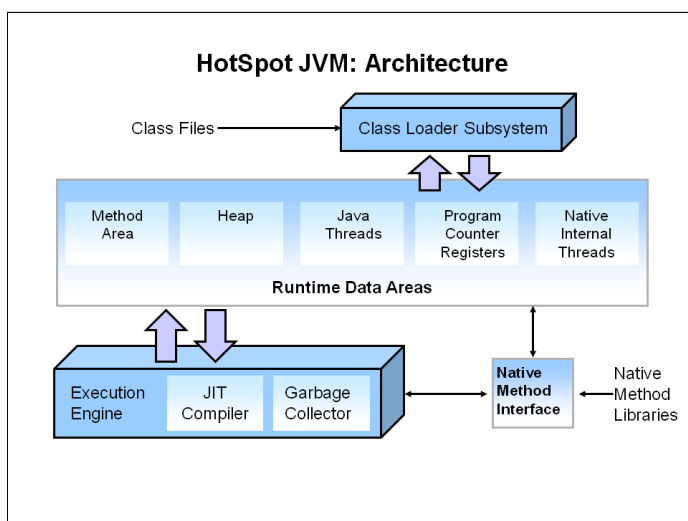 HotSpot JVM: Architecture
Class Files
Class Loader Subsystem
Method
Area
Heap
Java
Threads
Program
Counter
Registers
Native
Internal
Threads
Runtime Data Areas
Execution
Engine
JIT
Compiler
Garbage
Collector
Native
Method
Interface
Native
Method
Libraries